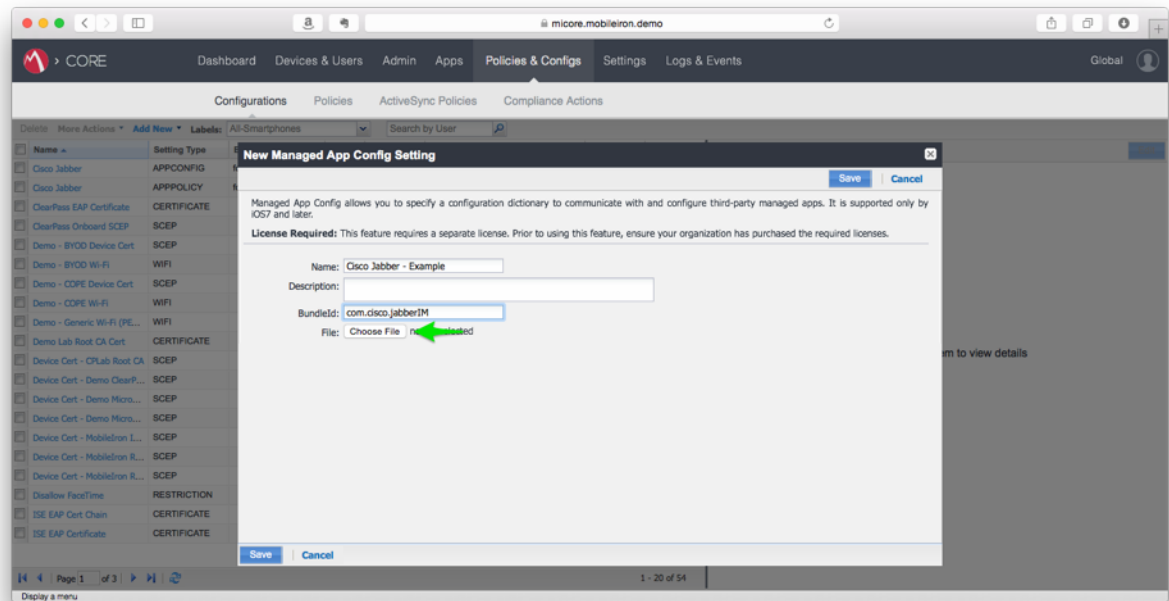 micore.mobileiron.demo
CORE
Dashboard Devices & Users Admin Apps Policies & Configs Settings Logs & Events Global
Configurations Policies ActiveSync Policies Compliance Actions
Delete More Actions Add New Labels: All-Smartphones Search by User
Name Setting Type
Cisco Jabber APPCONFIG
Cisco Jabber APPPOLICY
ClearPass EAP Certificate CERTIFICATE
ClearPass Onboard SCEP SCEP
Demo - BYOD Device Cert SCEP
Demo - BYOD Wi-Fi WIFI
Demo - COPE Device Cert SCEP
Demo - COPE Wi-Fi WIFI
Demo - Generic Wi-Fi (PE... WIFI
Demo Lab Root CA Cert CERTIFICATE
Device Cert - CPLab Root CA SCEP
Device Cert - Demo ClearP... SCEP
Device Cert - Demo Micro... SCEP
Device Cert - Demo Micro... SCEP
Device Cert - MobileIron I... SCEP
Device Cert - MobileIron R... SCEP
Device Cert - MobileIron R... SCEP
Disallow FaceTime RESTRICTION
ISE EAP Cert Chain CERTIFICATE
ISE EAP Certificate CERTIFICATE
New Managed App Config Setting
Save Cancel
Managed App Config allows you to specify a configuration dictionary to communicate with and configure third-party managed apps. It is supported only by
iOS7 and later.
License Required: This feature requires a separate license. Prior to using this feature, ensure your organization has purchased the required licenses.
Name: Cisco Jabber - Example
Description:
BundleId: com.cisco.jabberIM
File: Choose File
Save Cancel
to view details
Page 1 of 3
1 - 20 of 54
Display a menu